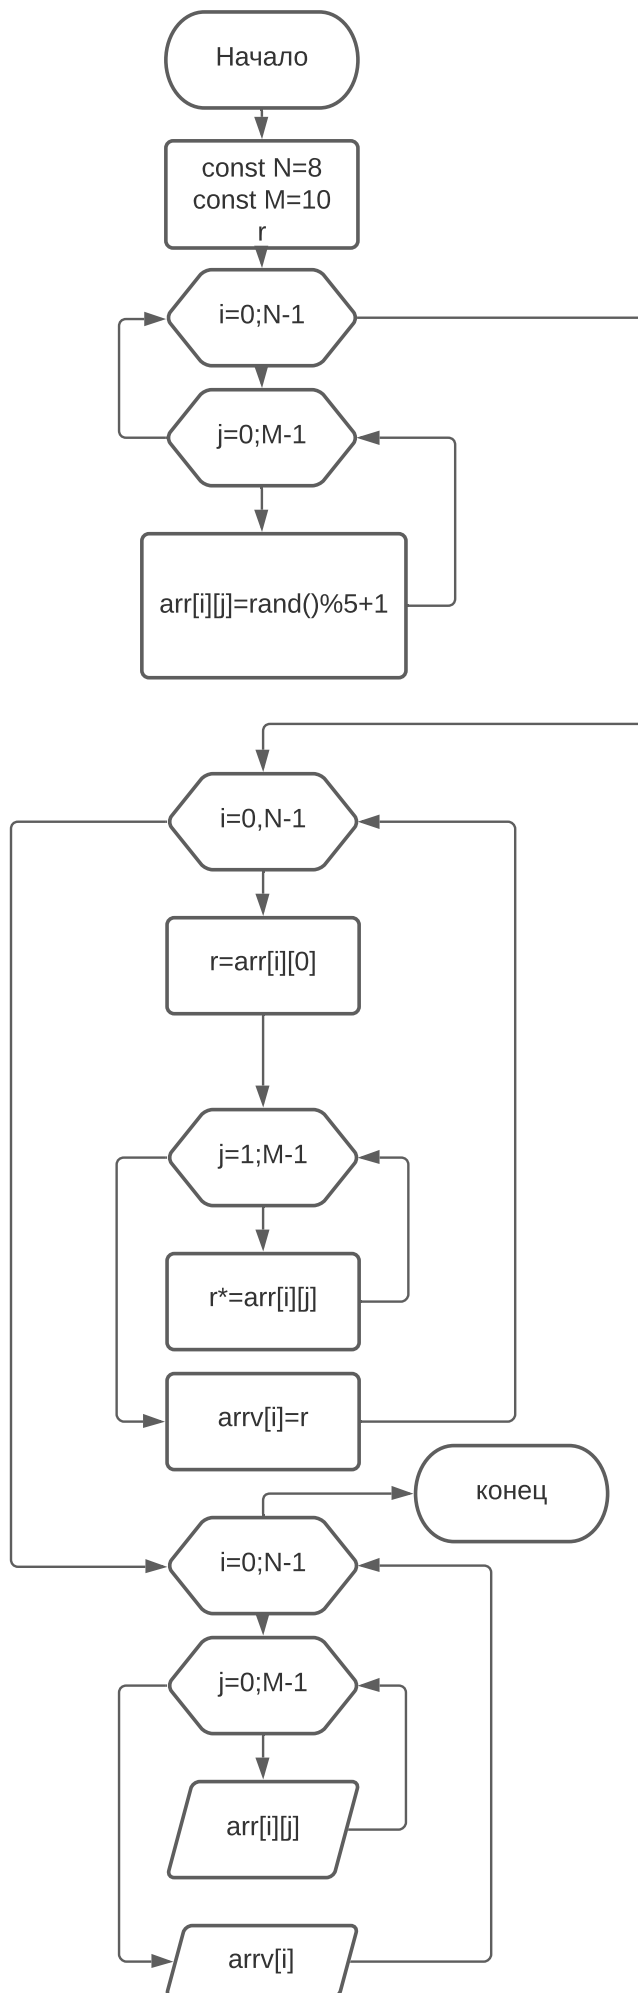 Начало
const N=8
const M=10
r
i=0;N-1
j=0;M-1
arr[i][j]=rand()%5+1
i=0,N-1
r=arr[i][0]
j=1;M-1
r*=arr[i][j]
arrv[i]=r
конец
i=0;N-1
j=0;M-1
arr[i][j]
arrv[i]